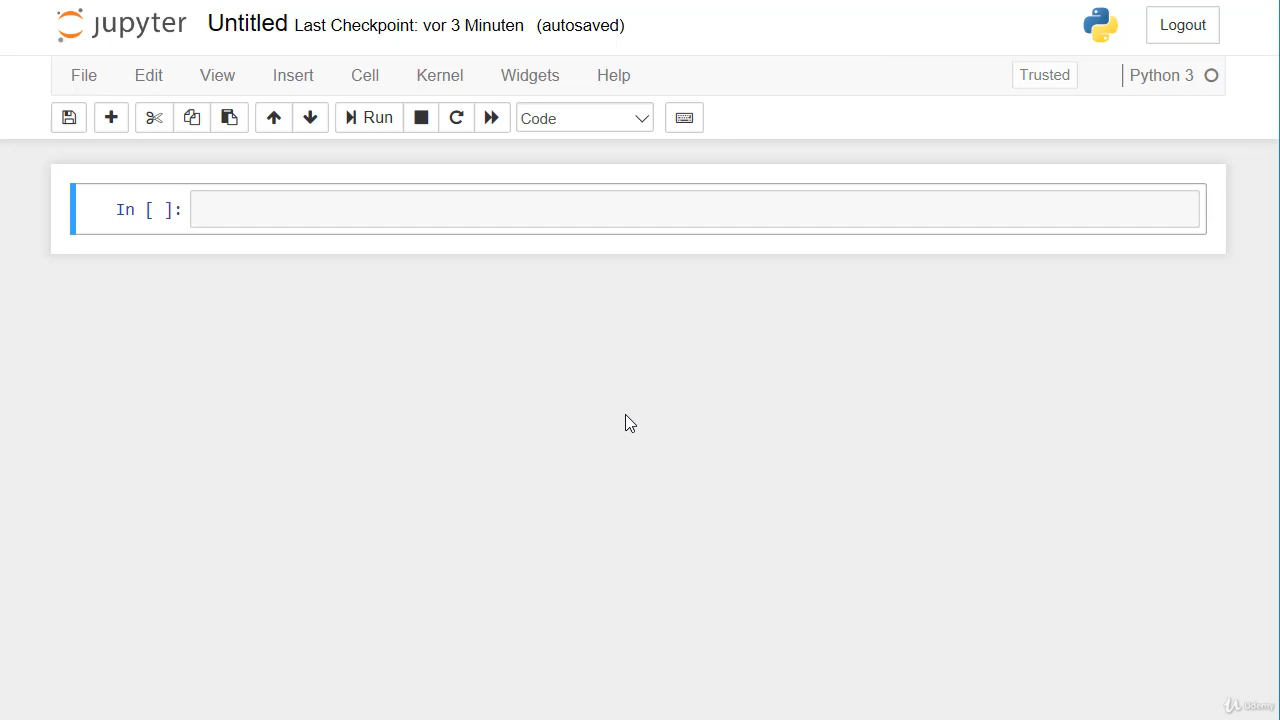 jupyter Untitled Last Checkpoint: vor 3 Minuten (autosaved) Logout
File Edit View Insert Cell Kernel Widgets Help Trusted Python 3
Run Code
In [ ]:
Udemy